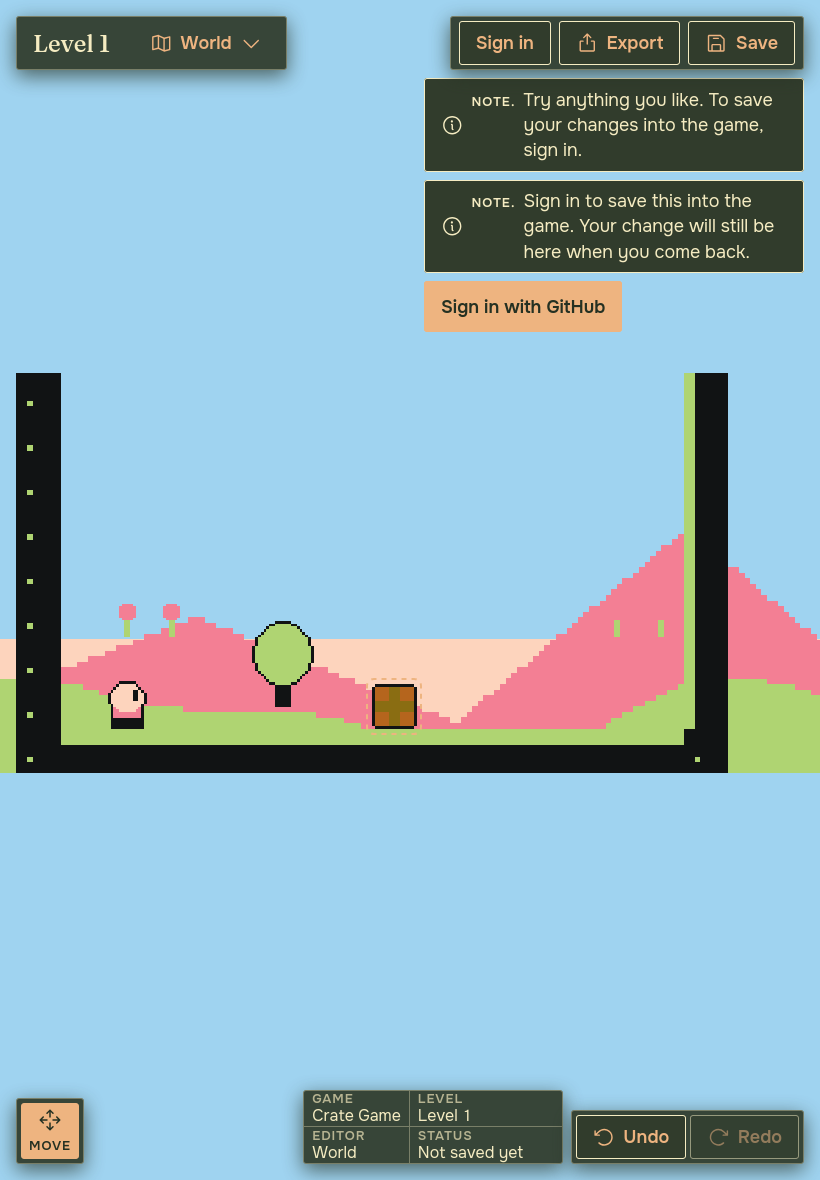 Level 1
World
Sign in
Export
Save
NOTE. Try anything you like. To save
your changes into the game,
sign in.
NOTE. Sign in to save this into the
game. Your change will still be
here when you come back.
Sign in with GitHub
MOVE
GAME
Crate Game
LEVEL
Level 1
EDITOR
World
STATUS
Not saved yet
Undo
Redo